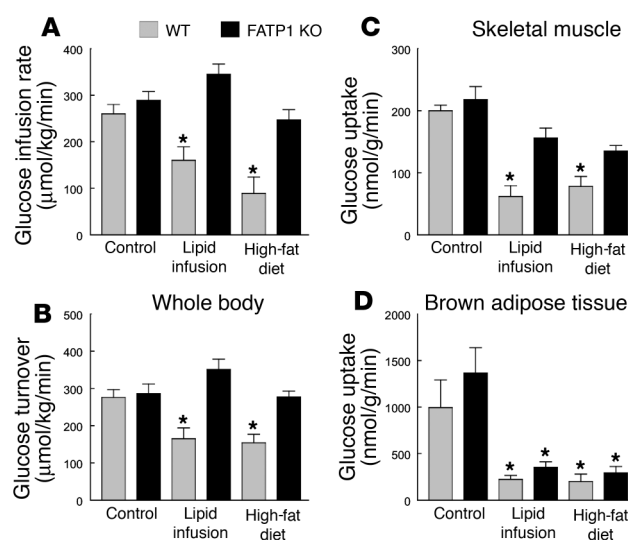 A
WT
FATP1 KO
Glucose infusion rate
(μmol/kg/min)
400
300
200
100
0
*
*
Control
Lipid
infusion
High-fat
diet
B
Whole body
Glucose turnover
(μmol/kg/min)
500
400
300
200
100
0
*
*
Control
Lipid
infusion
High-fat
diet
C
Skeletal muscle
Glucose uptake
(nmol/g/min)
300
200
100
0
*
*
Control
Lipid
infusion
High-fat
diet
D
Brown adipose tissue
Glucose uptake
(nmol/g/min)
2000
1500
1000
500
0
*
*
*
*
Control
Lipid
infusion
High-fat
diet